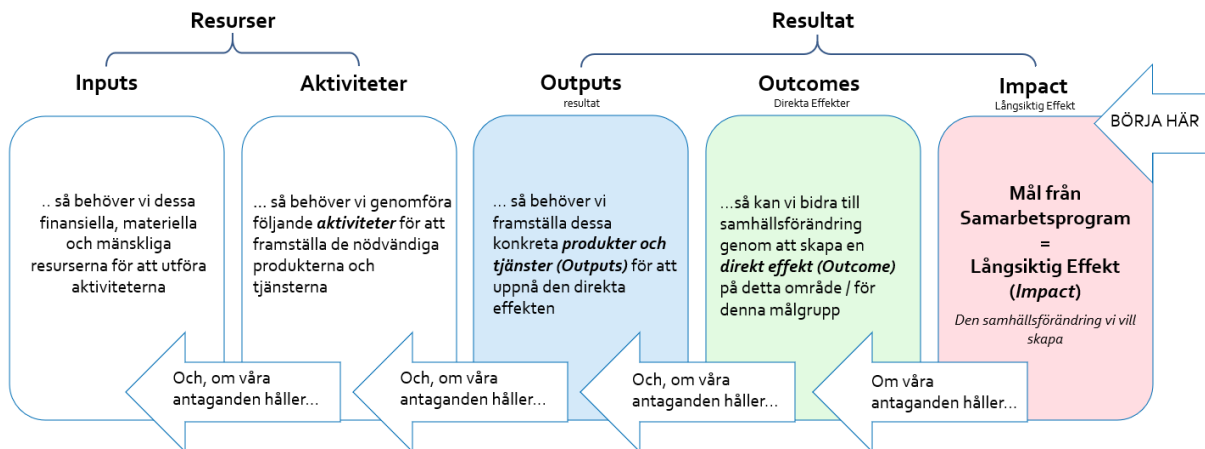 Resurser
Resultat
Inputs
Aktiviteter
Outputs
resultat
Outcomes
Direkta Effekter
Impact
Långsiktig Effekt
BÖRJA HÄR
.. så behöver vi dessa
finansiella, materiella
och mänskliga
resurserna för att utföra
aktiviteterna
... så behöver vi genomföra
följande aktiviteter för att
framställa de nödvändiga
produkterna och
tjänsterna
... så behöver vi
framställa dessa
konkreta produkter och
tjänster (Outputs) för att
uppnå den direkta
effekten
...så kan vi bidra till
samhällsförändring
genom att skapa en
direkt effekt (Outcome)
på detta område / för
denna målgrupp
Mål från
Samarbetsprogram
=
Långsiktig Effekt
(Impact)
Den samhällsförändring vi vill
skapa
Och, om våra
antaganden håller...
Och, om våra
antaganden håller...
Och, om våra
antaganden håller...
Om våra
antaganden håller...